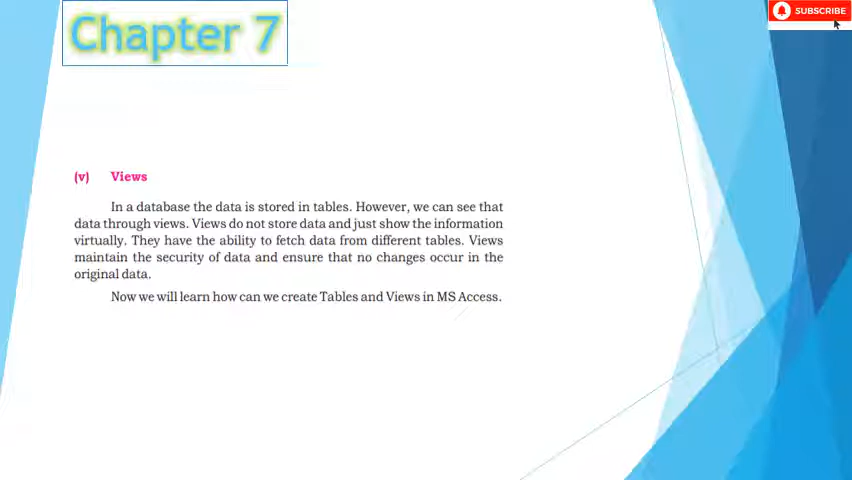 Chapter 7
SUBSCRIBE
(v) Views
In a database the data is stored in tables. However, we can see that
data through views. Views do not store data and just show the information
virtually. They have the ability to fetch data from different tables. Views
maintain the security of data and ensure that no changes occur in the
original data.
Now we will learn how can we create Tables and Views in MS Access.